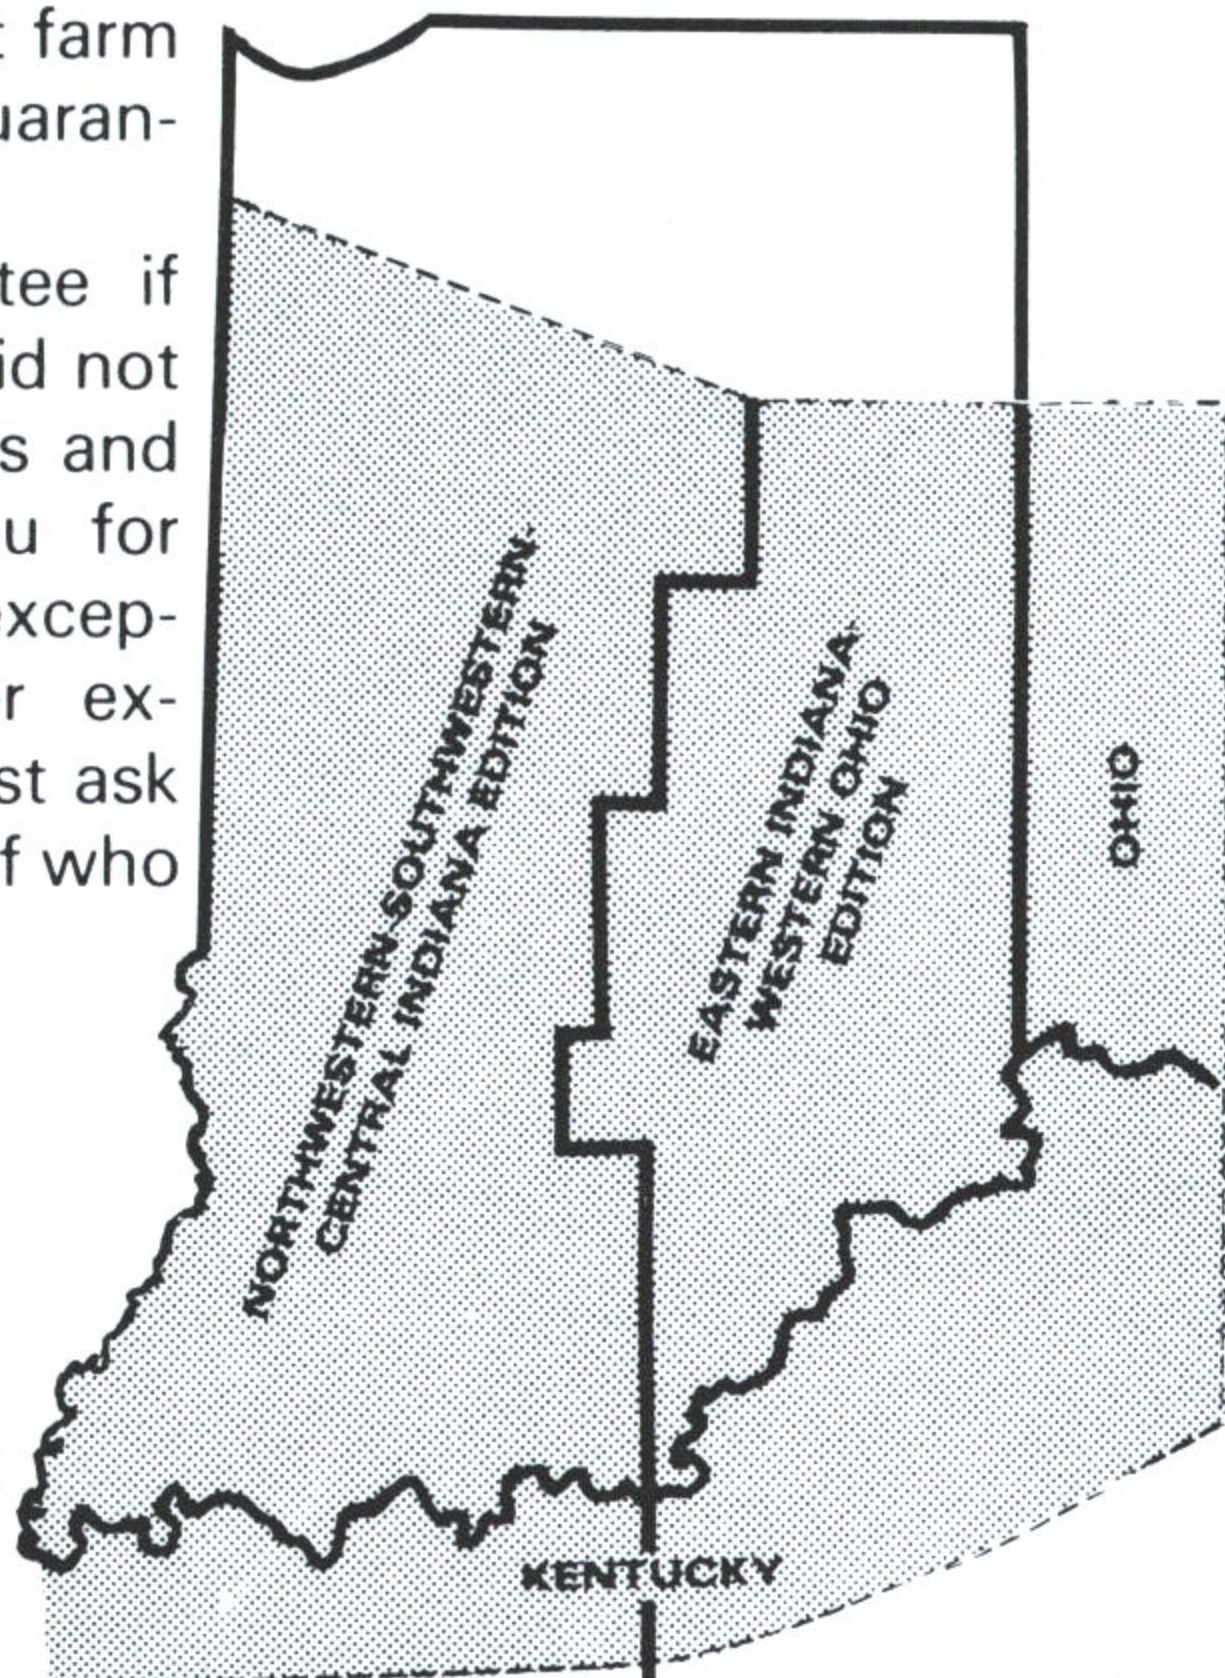 t farm
uaran-
tee if
id not
s and
u for
excep-
r ex-
st ask
f who
NORTHWESTERN-SOUTHWESTERN-
CENTRAL INDIANA EDITION
EASTERN INDIANA-
WESTERN OHIO
EDITION
OHIO
KENTUCKY